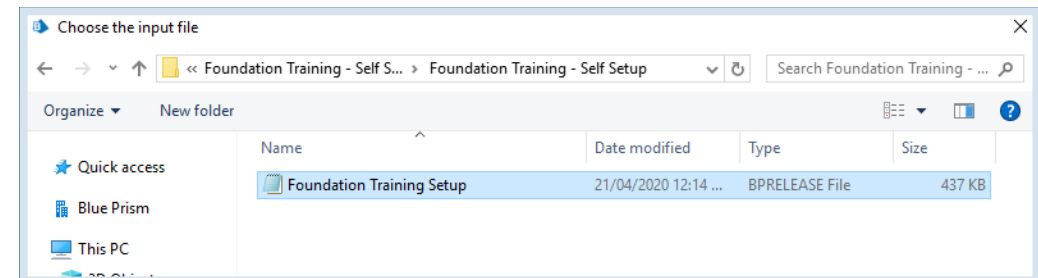 Choose the input file
« Foundation Training - Self S... › Foundation Training - Self Setup
Search Foundation Training - ...
Organize
New folder
Name Date modified Type Size
Quick access
Foundation Training Setup 21/04/2020 12:14 ... BPRELEASE File 437 KB
Blue Prism
This PC